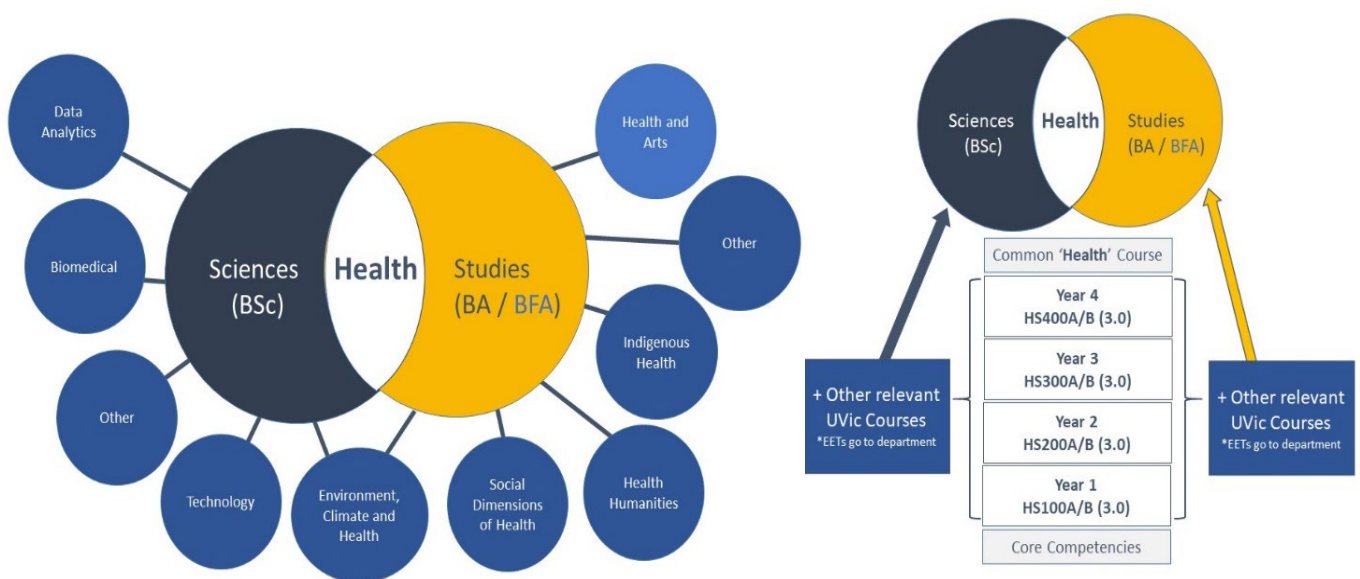 Data
Analytics
Biomedical
Other
Technology
Environment,
Climate and
Health
Social
Dimensions
of Health
Health
Humanities
Indigenous
Health
Other
Health and
Arts
Sciences
(BSc)
Health
Studies
(BA / BFA)
Sciences
(BSc)
Health
Studies
(BA / BFA)
Common 'Health' Course
Year 4
HS400A/B (3.0)
Year 3
HS300A/B (3.0)
Year 2
HS200A/B (3.0)
Year 1
HS100A/B (3.0)
Core Competencies
+ Other relevant
UVic Courses
*EETs go to department
+ Other relevant
UVic Courses
*EETs go to department